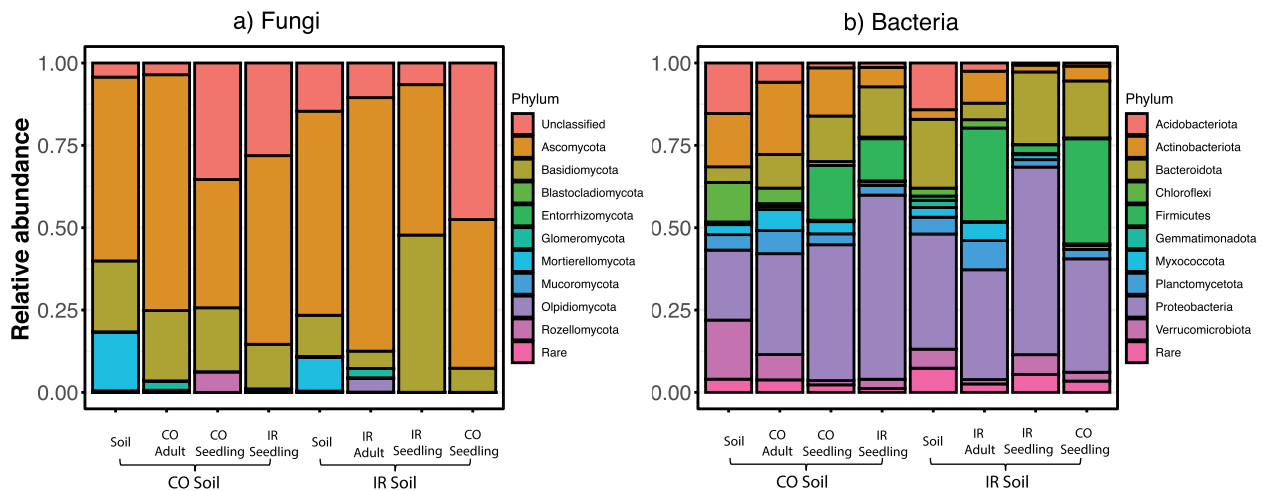 a) Fungi
Relative abundance
1.00
0.75
0.50
0.25
0.00
Soil
CO
Adult
CO
Seedling
IR
Seedling
Soil
IR
Adult
IR
Seedling
CO
Seedling
CO Soil
IR Soil
Phylum
Unclassified
Ascomycota
Basidiomycota
Blastocladiomycota
Entorrhizomycota
Glomeromycota
Mortierellomycota
Mucoromycota
Olpidiomycota
Rozellomycota
Rare
b) Bacteria
1.00
0.75
0.50
0.25
0.00
Soil
CO
Adult
CO
Seedling
IR
Seedling
Soil
IR
Adult
IR
Seedling
CO
Seedling
CO Soil
IR Soil
Phylum
Acidobacteriota
Actinobacteriota
Bacteroidota
Chloroflexi
Firmicutes
Gemmatimonadota
Myxococcota
Planctomycetota
Proteobacteria
Verrucomicrobiota
Rare